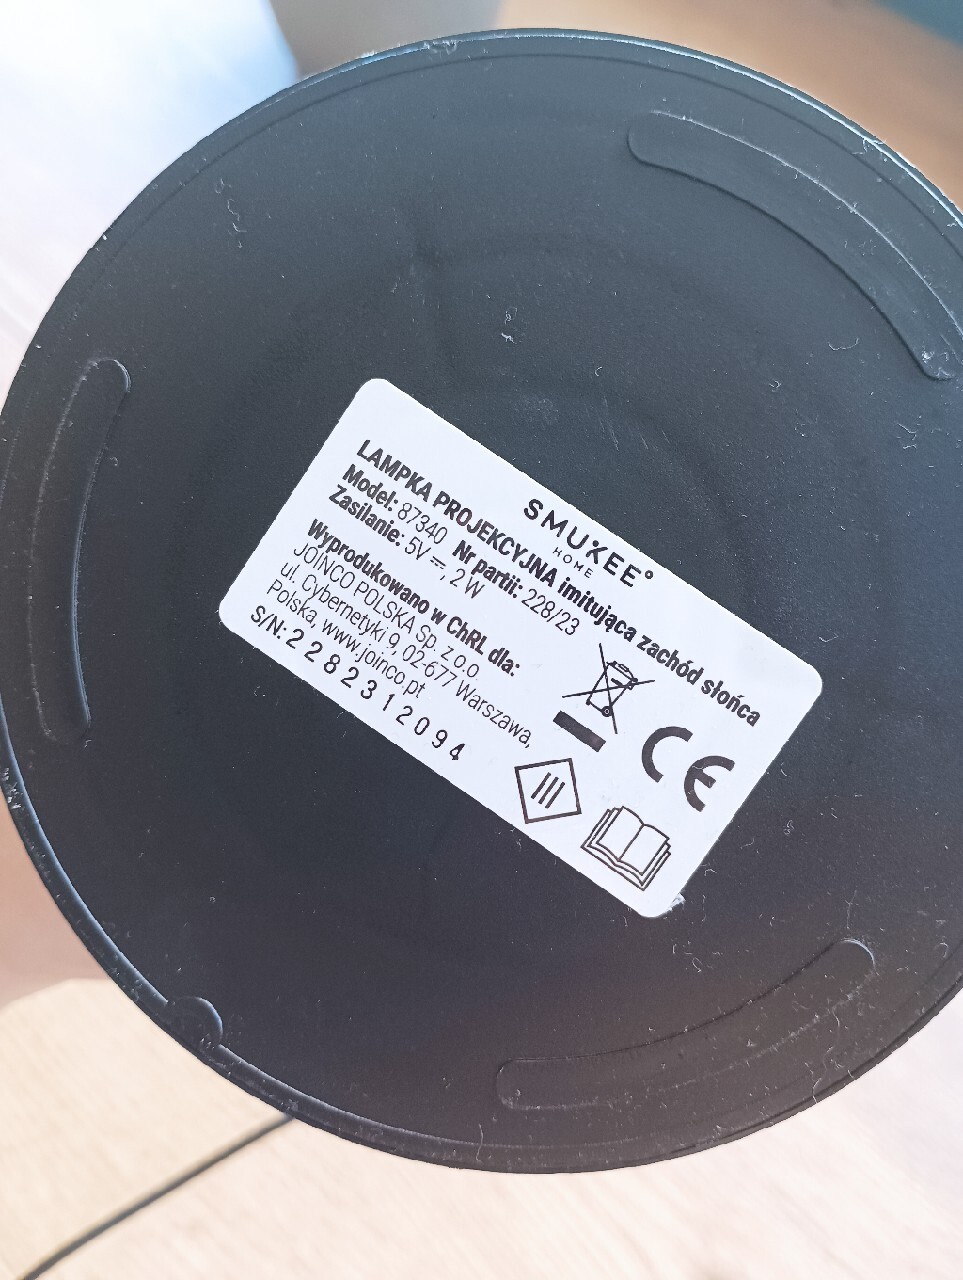 SMUKEE
HOME
LAMPKA PROJEKCYJNA imitująca zachód słońca
Model: 87340 Nr partii: 228/23
Zasilanie: 5V ⎓, 2 W
Wyprodukowano w ChRL dla:
JOINCO POLSKA Sp. z.o.o
ul. Cybernetyki 9, 02-677 Warszawa,
Polska, www.joinco.pt
S/N: 2282312094
CE